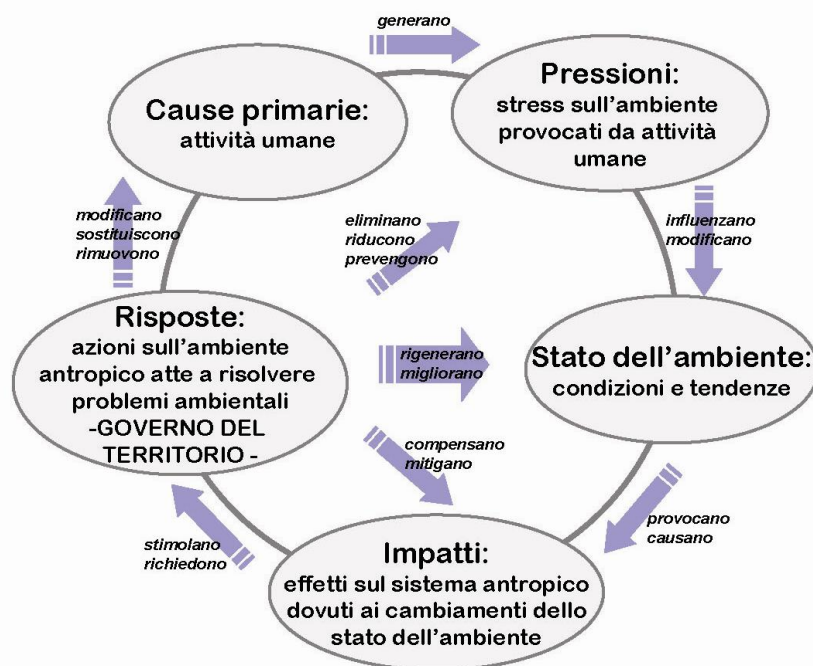 generano
Cause primarie:
attività umane
Pressioni:
stress sull'ambiente
provocati da attività
umane
modificano
sostituiscono
rimuovono
eliminano
riducono
prevengono
influenzano
modificano
Risposte:
azioni sull'ambiente
antropico atte a risolvere
problemi ambientali
-GOVERNO DEL
TERRITORIO -
rigenerano
migliorano
Stato dell'ambiente:
condizioni e tendenze
compensano
mitigano
provocano
causano
stimolano
richiedono
Impatti:
effetti sul sistema antropico
dovuti ai cambiamenti dello
stato dell'ambiente